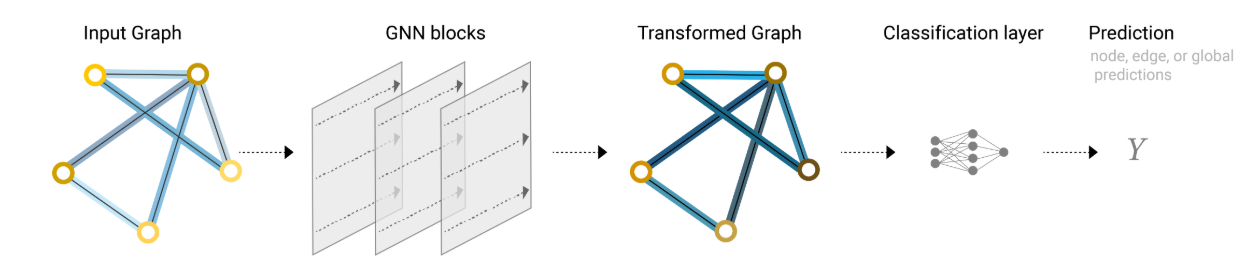 Input Graph
GNN blocks
Transformed Graph
Classification layer
Prediction
node, edge, or global
predictions
Y